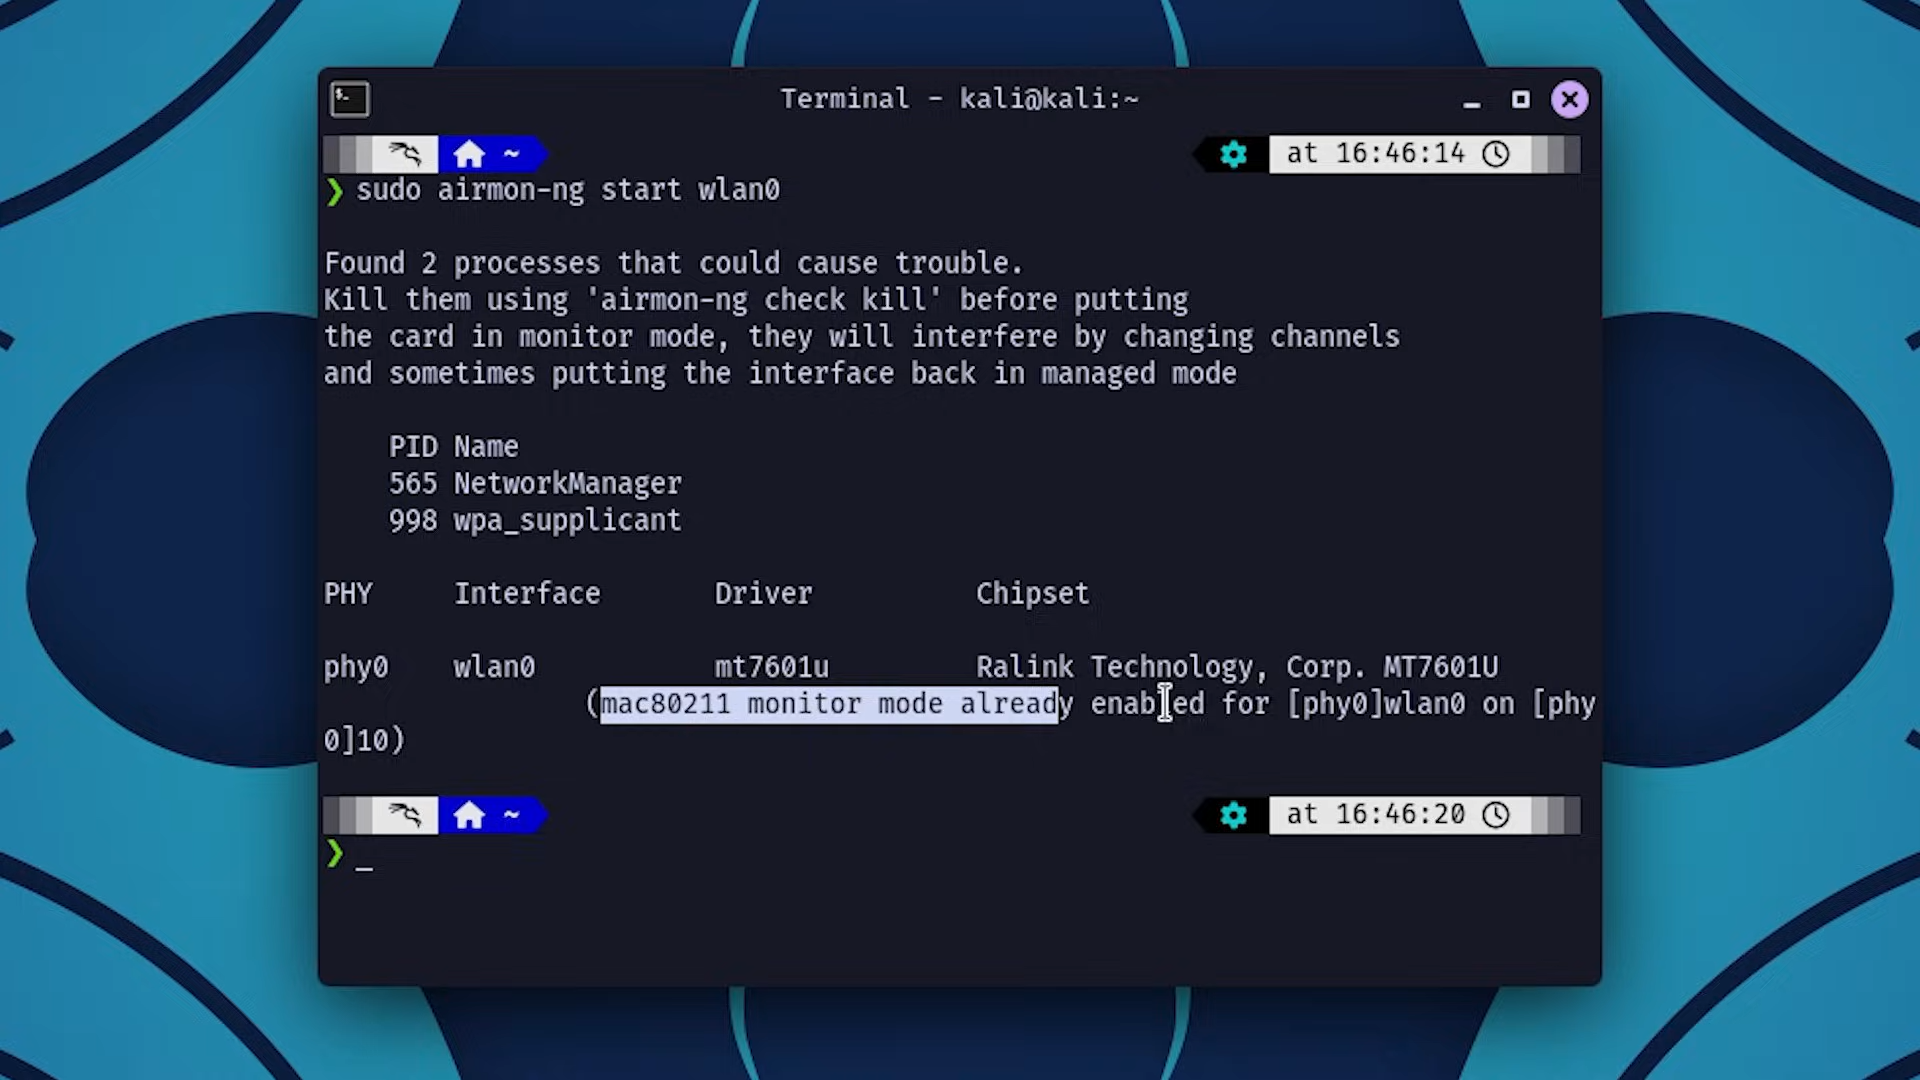 Terminal - kali@kali:~
~ at 16:46:14
❯ sudo airmon-ng start wlan0
Found 2 processes that could cause trouble.
Kill them using 'airmon-ng check kill' before putting
the card in monitor mode, they will interfere by changing channels
and sometimes putting the interface back in managed mode
PID Name
565 NetworkManager
998 wpa_supplicant
PHY Interface Driver Chipset
phy0 wlan0 mt7601u Ralink Technology, Corp. MT7601U
(mac80211 monitor mode already enabled for [phy0]wlan0 on [phy
0]10)
~ at 16:46:20
❯ _